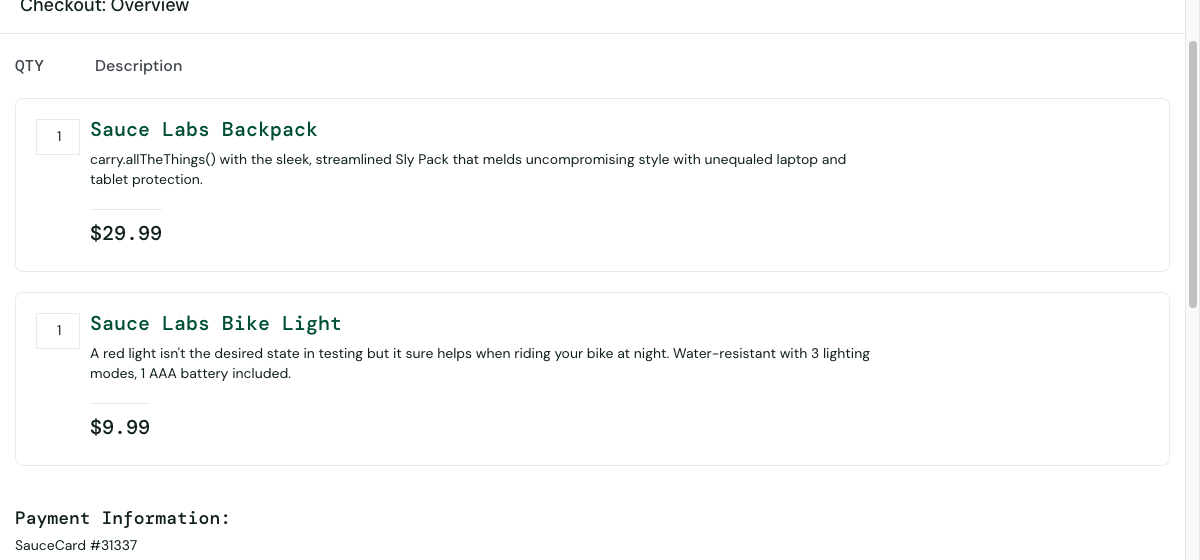 Checkout: Overview
QTY Description
1 Sauce Labs Backpack
carry.allTheThings() with the sleek, streamlined Sly Pack that melds uncompromising style with unequaled laptop and
tablet protection.
$29.99
1 Sauce Labs Bike Light
A red light isn't the desired state in testing but it sure helps when riding your bike at night. Water-resistant with 3 lighting
modes, 1 AAA battery included.
$9.99
Payment Information:
SauceCard #31337